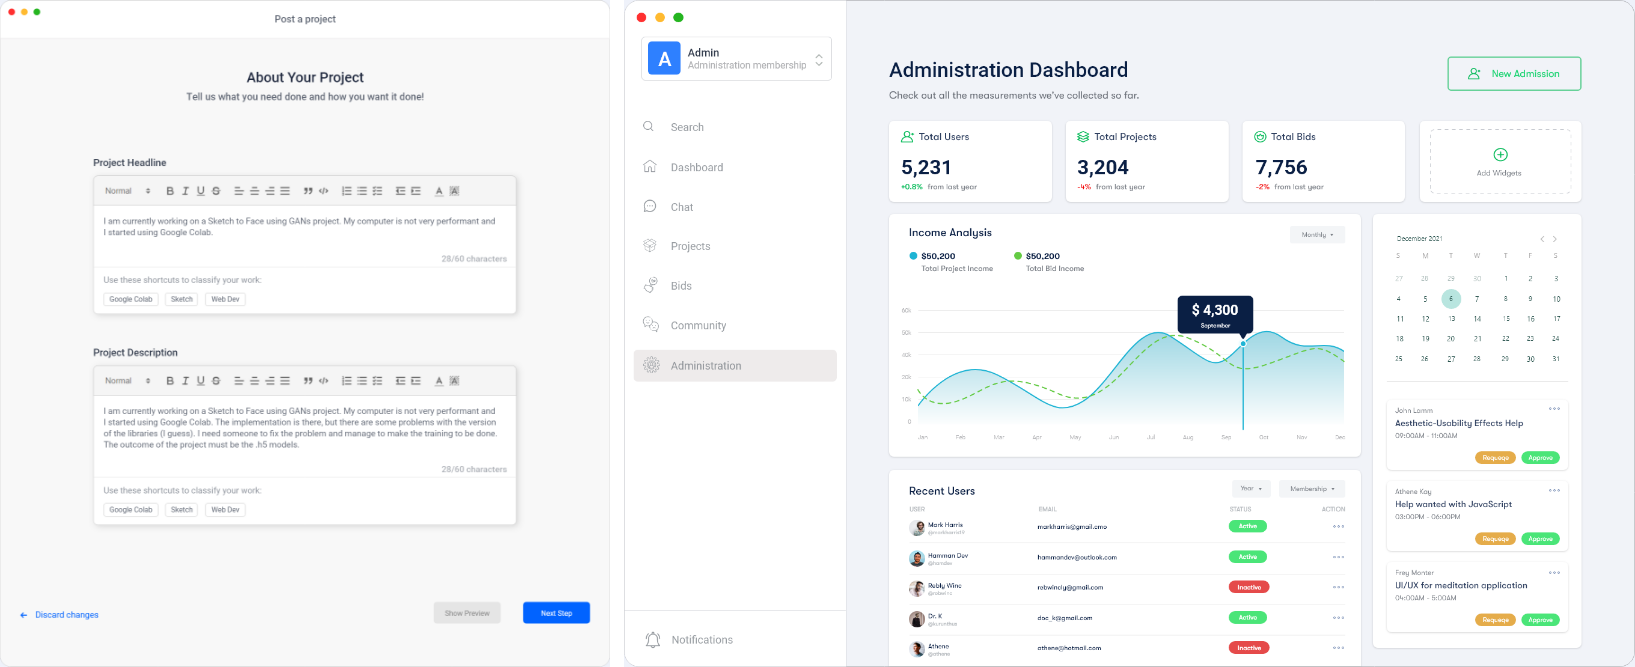 Post a project
About Your Project
Tell us what you need done and how you want it done!
Project Headline
Normal
I am currently working on a Sketch to Face using GANs project. My computer is not very performant and
I started using Google Colab.
28/60 characters
Use these shortcuts to classify your work:
Google Colab Sketch Web Dev
Project Description
Normal
I am currently working on a Sketch to Face using GANs project. My computer is not very performant and
I started using Google Colab. The implementation is there, but there are some problems with the version
of the libraries (I guess). I need someone to fix the problem and manage to make the training to be done.
The outcome of the project must be the .h5 models.
28/60 characters
Use these shortcuts to classify your work:
Google Colab Sketch Web Dev
Discard changes
Show Preview
Next Step
A
Admin
Administration membership
Search
Dashboard
Chat
Projects
Bids
Community
Administration
Notifications
Administration Dashboard
Check out all the measurements we've collected so far.
New Admission
Total Users
5,231
+0.8% from last year
Total Projects
3,204
-4% from last year
Total Bids
7,756
-2% from last year
Add Widgets
Income Analysis
Monthly
$50,200
Total Project Income
$50,200
Total Bid Income
$ 4,300
September
60k
50k
40k
20k
10k
0
Jan Feb Mar Apr May Jun Jul Aug Sep Oct Nov Dec
December 2021
S M T W T F S
27 28 29 30 1 2 3
4 5 6 7 8 9 10
11 12 13 14 15 16 17
18 19 20 21 22 23 24
25 26 27 28 29 30 31
John Lamm
Aesthetic-Usability Effects Help
09:00AM - 11:00AM
Requege Approve
Athene Kay
Help wanted with JavaScript
03:00PM - 06:00PM
Requege Approve
Frey Monter
UI/UX for meditation application
04:00AM - 5:00AM
Requege Approve
Recent Users
Year
Membership
USER EMAIL STATUS ACTION
Mark Harris markharris@gmail.cmo Active
Hamman Dev hammandev@outlook.com Active
@hamdev
Rebly Winc robwincly@gmail.com Inactive
Dr. K doc_k@gmail.com Active
Athene athene@hotmail.com Inactive
@athene